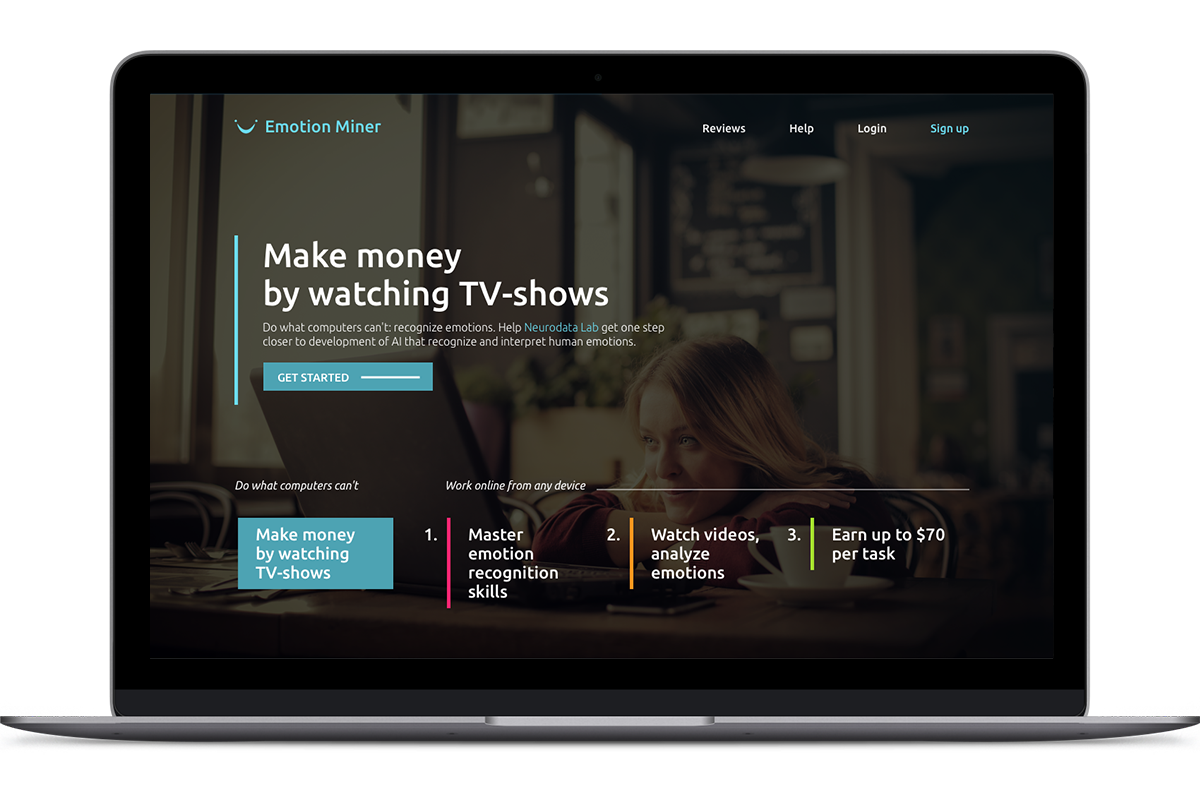 Emotion Miner
Reviews Help Login Sign up
Make money
by watching TV-shows
Do what computers can't: recognize emotions. Help Neurodata Lab get one step
closer to development of AI that recognize and interpret human emotions.
GET STARTED
Do what computers can't
Work online from any device
Make money
by watching
TV-shows
1.
Master
emotion
recognition
skills
2.
Watch videos,
analyze
emotions
3.
Earn up to $70
per task